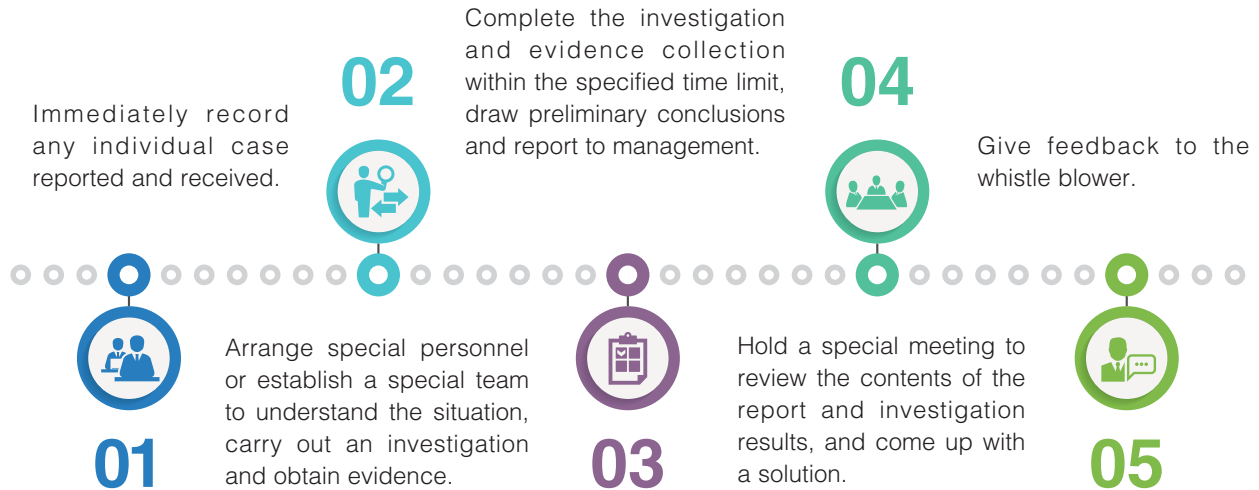 Immediately record
any individual case
reported and received.
01
02
Arrange special personnel
or establish a special team
to understand the situation,
carry out an investigation
and obtain evidence.
Complete the investigation
and evidence collection
within the specified time limit,
draw preliminary conclusions
and report to management.
03
04
Hold a special meeting to
review the contents of the
report and investigation
results, and come up with
a solution.
Give feedback to the
whistle blower.
05